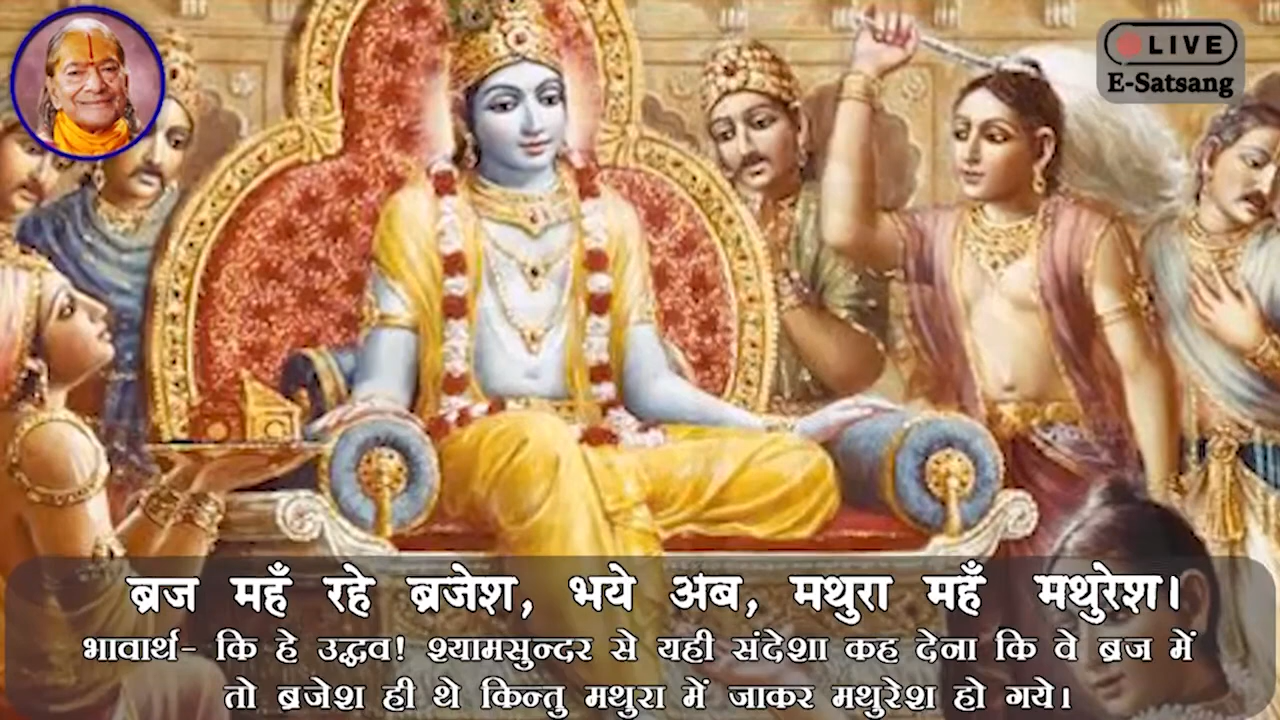 LIVE
E-Satsang
ब्रज महँ रहे ब्रजेश, भये अब, मथुरा महँ मथुरेश।
भावार्थ- कि हे उद्धव! श्यामसुन्दर से यही संदेशा कह देना कि वे ब्रज में
तो ब्रजेश ही थे किन्तु मथुरा में जाकर मथुरेश हो गये।